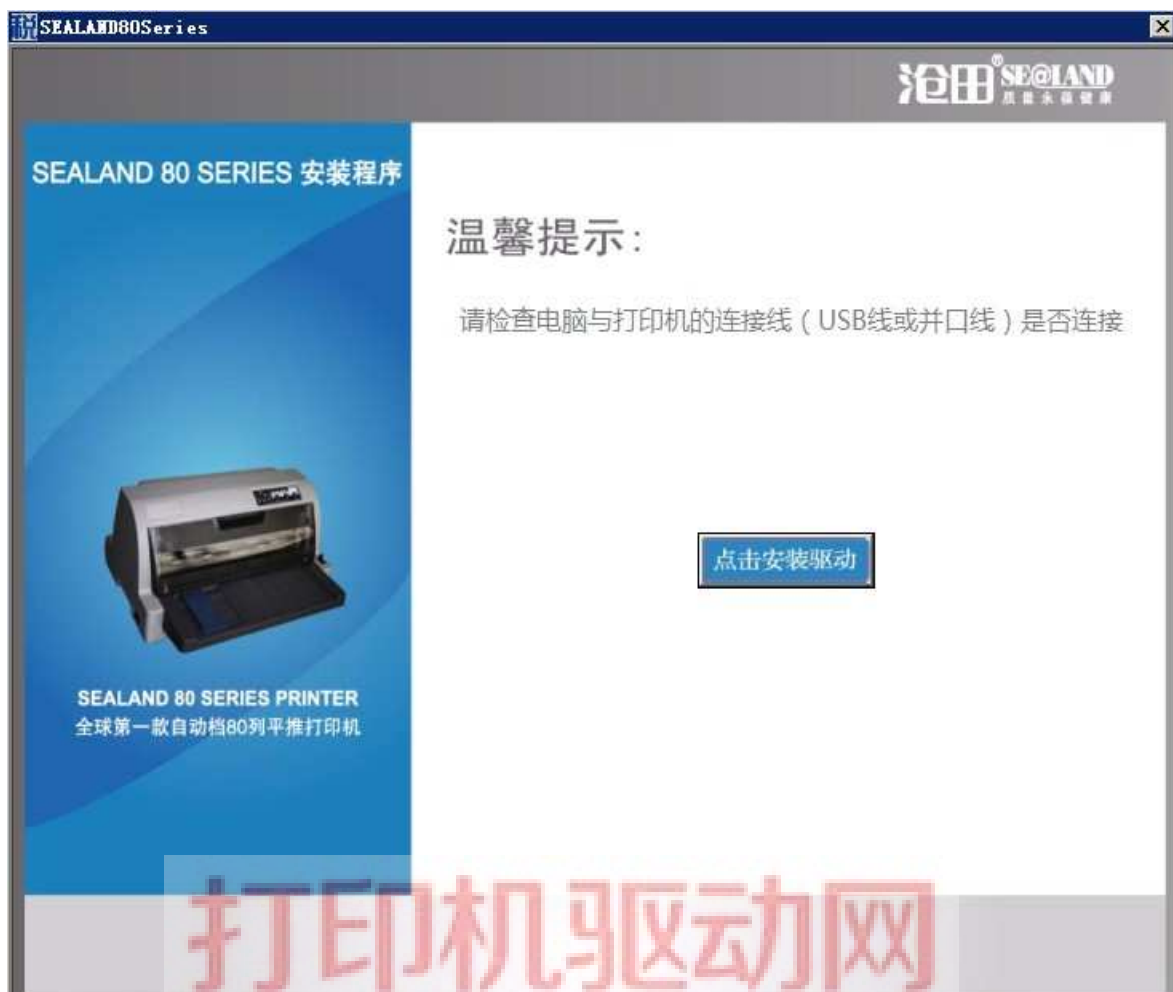 税 SEALAND80Series
沧田® SE@LAND
SEALAND 80 SERIES 安装程序
温馨提示:
请检查电脑与打印机的连接线（USB线或并口线）是否连接
点击安装驱动
SEALAND 80 SERIES PRINTER
全球第一款自动档80列平推打印机
打印机驱动网